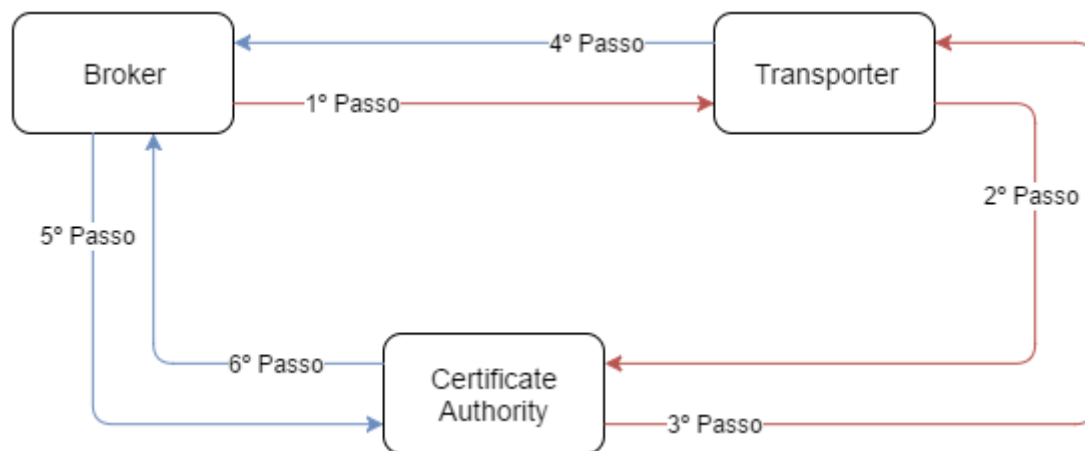 4º Passo
Broker
Transporter
1º Passo
2º Passo
5º Passo
6º Passo
Certificate
Authority
3º Passo